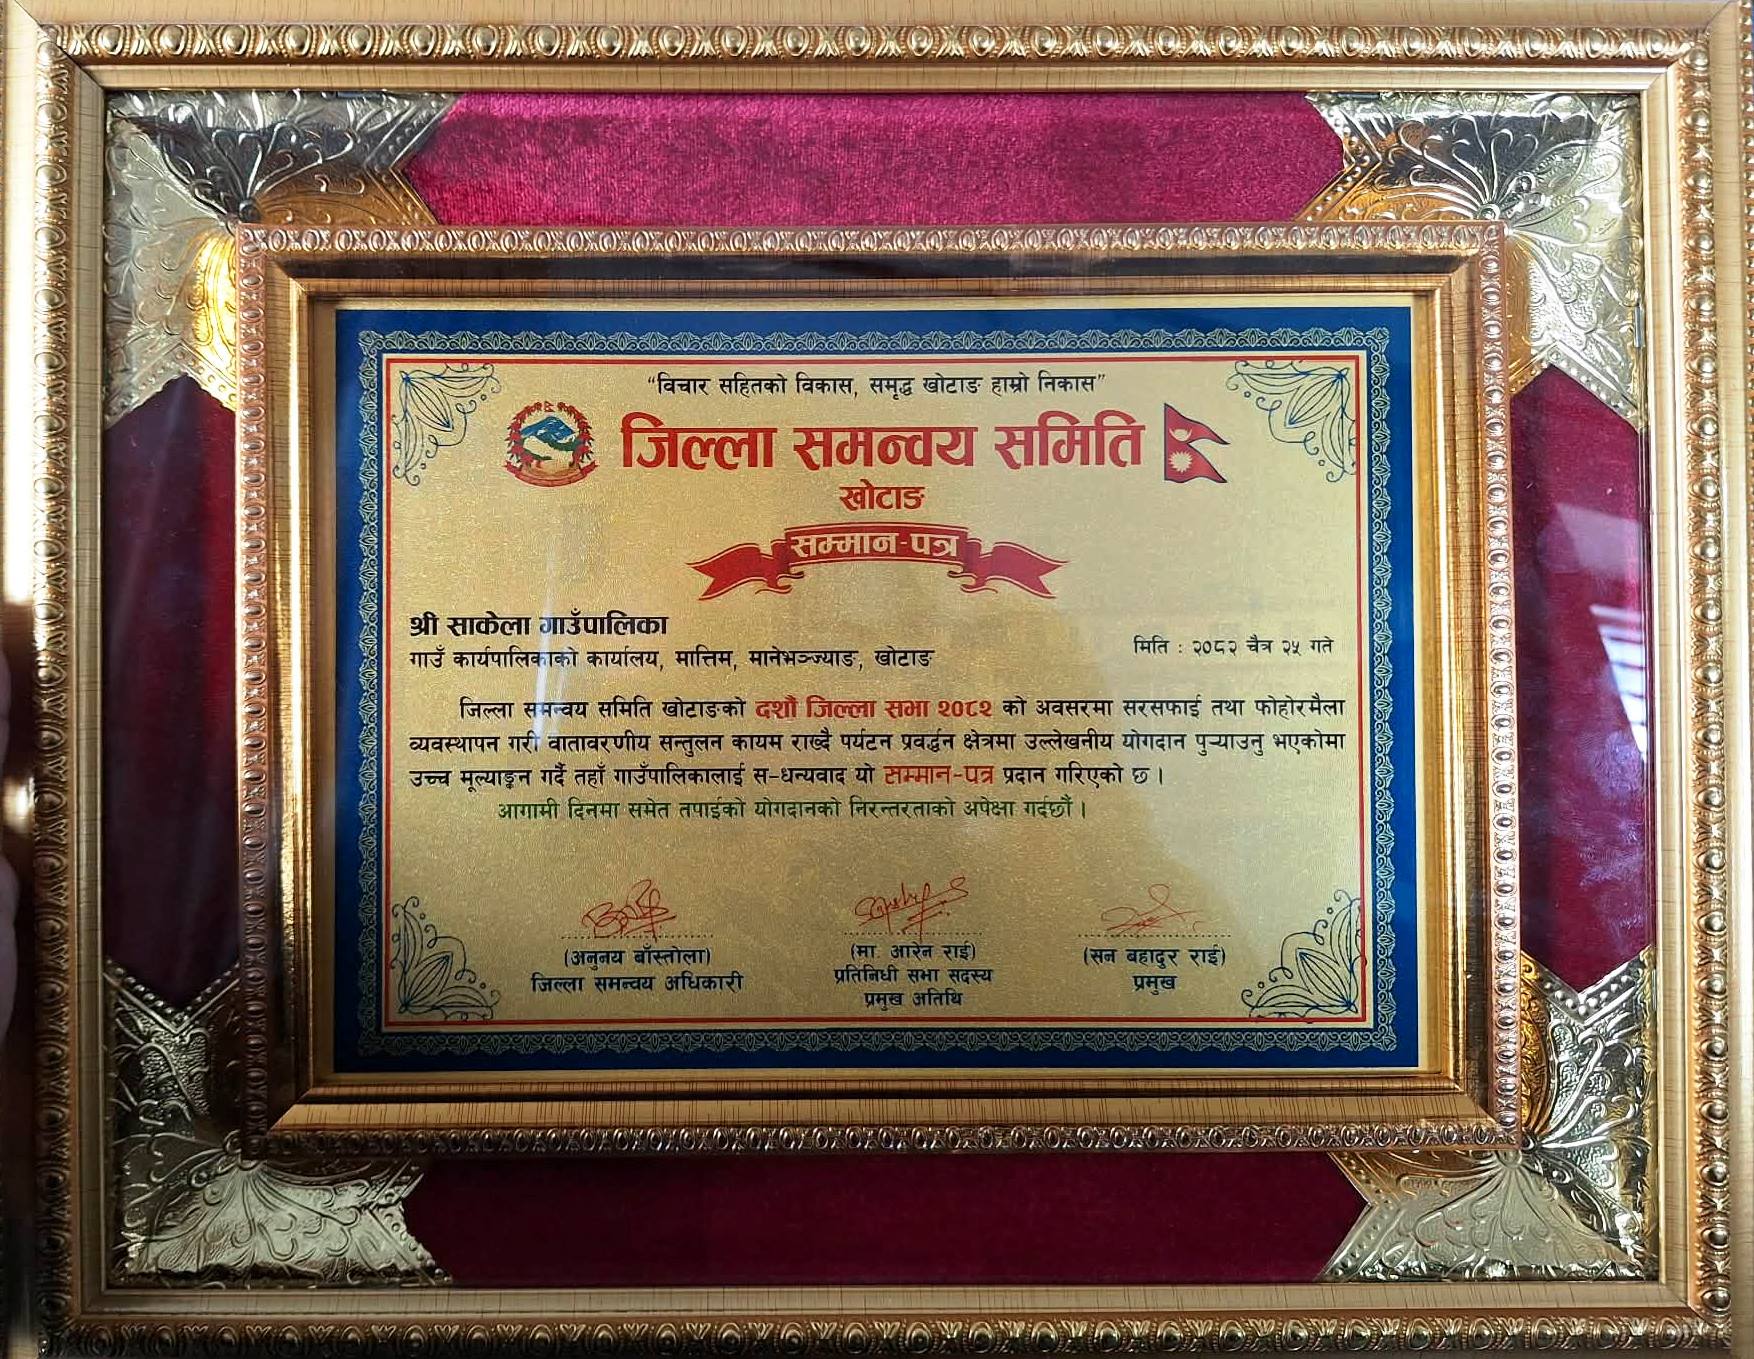 “विचार सहितको विकास, समृद्ध खोटाङ हाम्रो निकास”
जिल्ला समन्वय समिति
खोटाङ
सम्मान-पत्र
श्री साकेला गाउँपालिका
गाउँ कार्यपालिकाको कार्यालय, मात्तिम, मानेभञ्ज्याङ, खोटाङ
मिति : २०८२ चैत्र २५ गते
जिल्ला समन्वय समिति खोटाङको दशौं जिल्ला सभा २०८२ को अवसरमा सरसफाई तथा फोहोरमैला
व्यवस्थापन गरी वातावरणीय सन्तुलन कायम राख्दै पर्यटन प्रवर्द्धन क्षेत्रमा उल्लेखनीय योगदान पुर्‍याउनु भएकोमा
उच्च मूल्याङ्कन गर्दै तहाँ गाउँपालिकालाई स-धन्यवाद यो सम्मान-पत्र प्रदान गरिएको छ ।
आगामी दिनमा समेत तपाईको योगदानको निरन्तरताको अपेक्षा गर्दछौं ।
(अनुनय बाँस्तोला)
जिल्ला समन्वय अधिकारी
(मा. आरेन राई)
प्रतिनिधी सभा सदस्य
प्रमुख अतिथि
(सन बहादुर राई)
प्रमुख